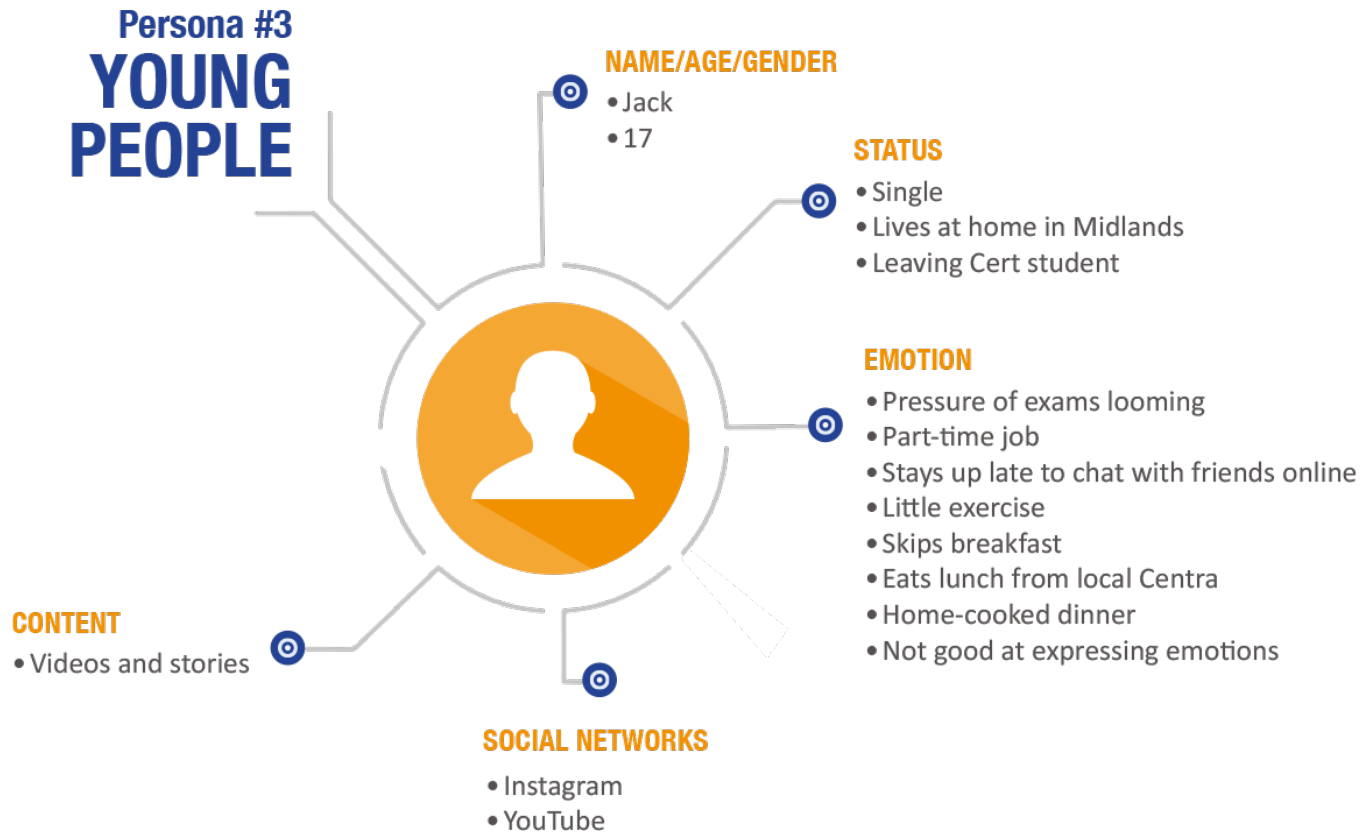 Persona #3
YOUNG
PEOPLE
NAME/AGE/GENDER
• Jack
• 17
STATUS
• Single
• Lives at home in Midlands
• Leaving Cert student
EMOTION
• Pressure of exams looming
• Part-time job
• Stays up late to chat with friends online
• Little exercise
• Skips breakfast
• Eats lunch from local Centra
• Home-cooked dinner
• Not good at expressing emotions
CONTENT
• Videos and stories
SOCIAL NETWORKS
• Instagram
• YouTube